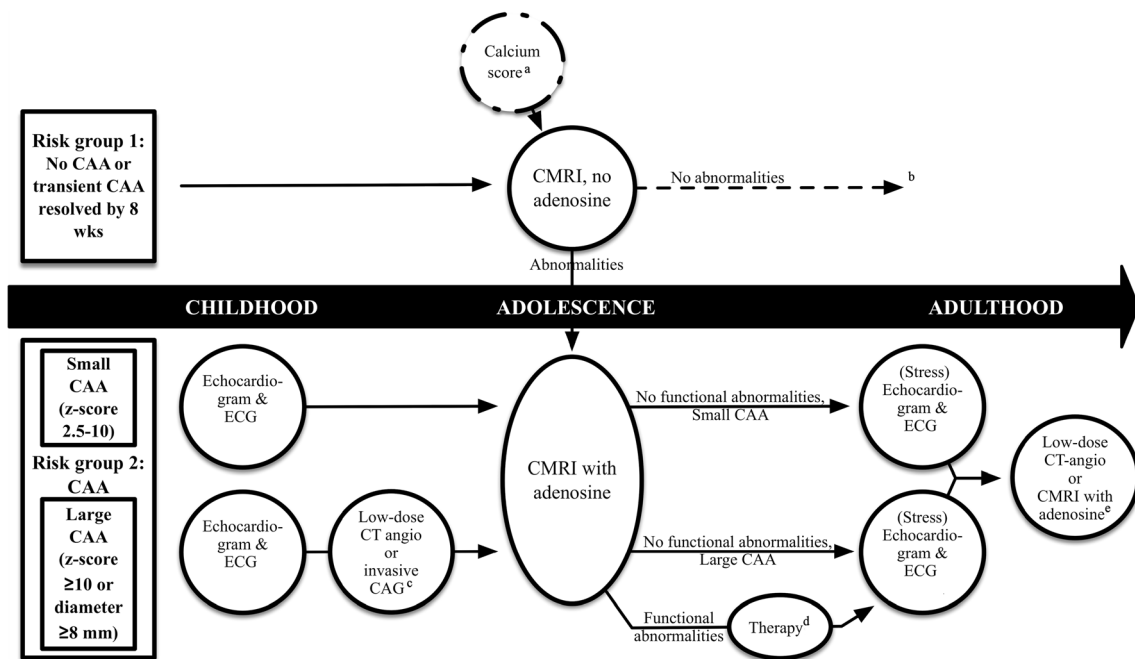 Calcium
score a
Risk group 1:
No CAA or
transient CAA
resolved by 8
wks
CMRI, no
adenosine
No abnormalities
b
Abnormalities
CHILDHOOD
ADOLESCENCE
ADULTHOOD
Small
CAA
(z-score
2.5-10)
Risk group 2:
CAA
Large
CAA
(z-score
≥10 or
diameter
≥8 mm)
Echocardio-
gram &
ECG
Echocardio-
gram &
ECG
Low-dose
CT angio
or
invasive
CAG c
CMRI with
adenosine
No functional abnormalities,
Small CAA
No functional abnormalities,
Large CAA
Functional
abnormalities
Therapy d
(Stress)
Echocardio-
gram &
ECG
(Stress)
Echocardio-
gram &
ECG
Low-dose
CT-angio
or
CMRI with
adenosine e